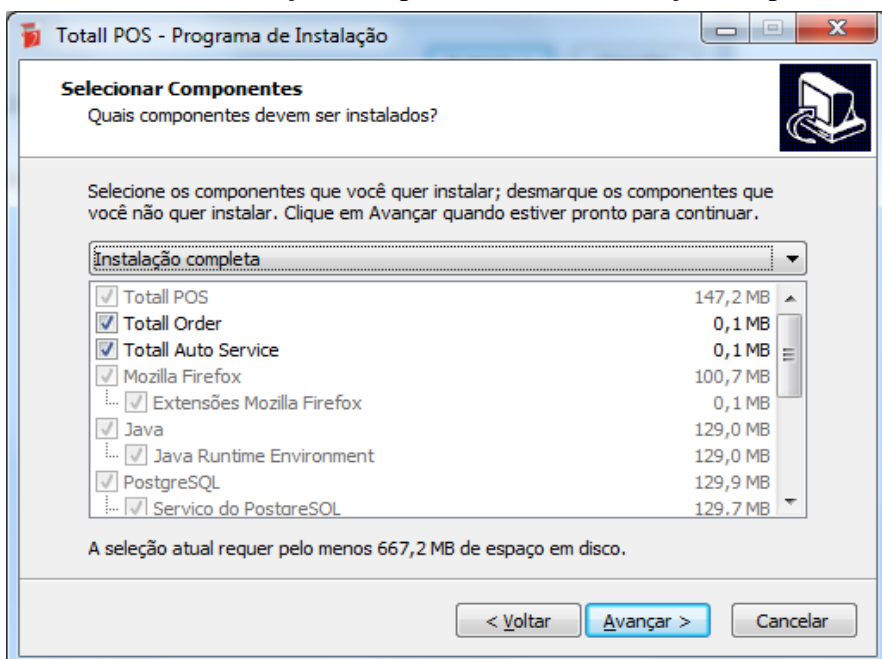 Totall POS - Programa de Instalação
Selecionar Componentes
Quais componentes devem ser instalados?
Selecione os componentes que você quer instalar; desmarque os componentes que
você não quer instalar. Clique em Avançar quando estiver pronto para continuar.
Instalação completa
Totall POS 147,2 MB
Totall Order 0,1 MB
Totall Auto Service 0,1 MB
Mozilla Firefox 100,7 MB
Extensões Mozilla Firefox 0,1 MB
Java 129,0 MB
Java Runtime Environment 129,0 MB
PostgreSQL 129,9 MB
Serviço do PostgreSQL 129,7 MB
A seleção atual requer pelo menos 667,2 MB de espaço em disco.
< Voltar Avançar > Cancelar